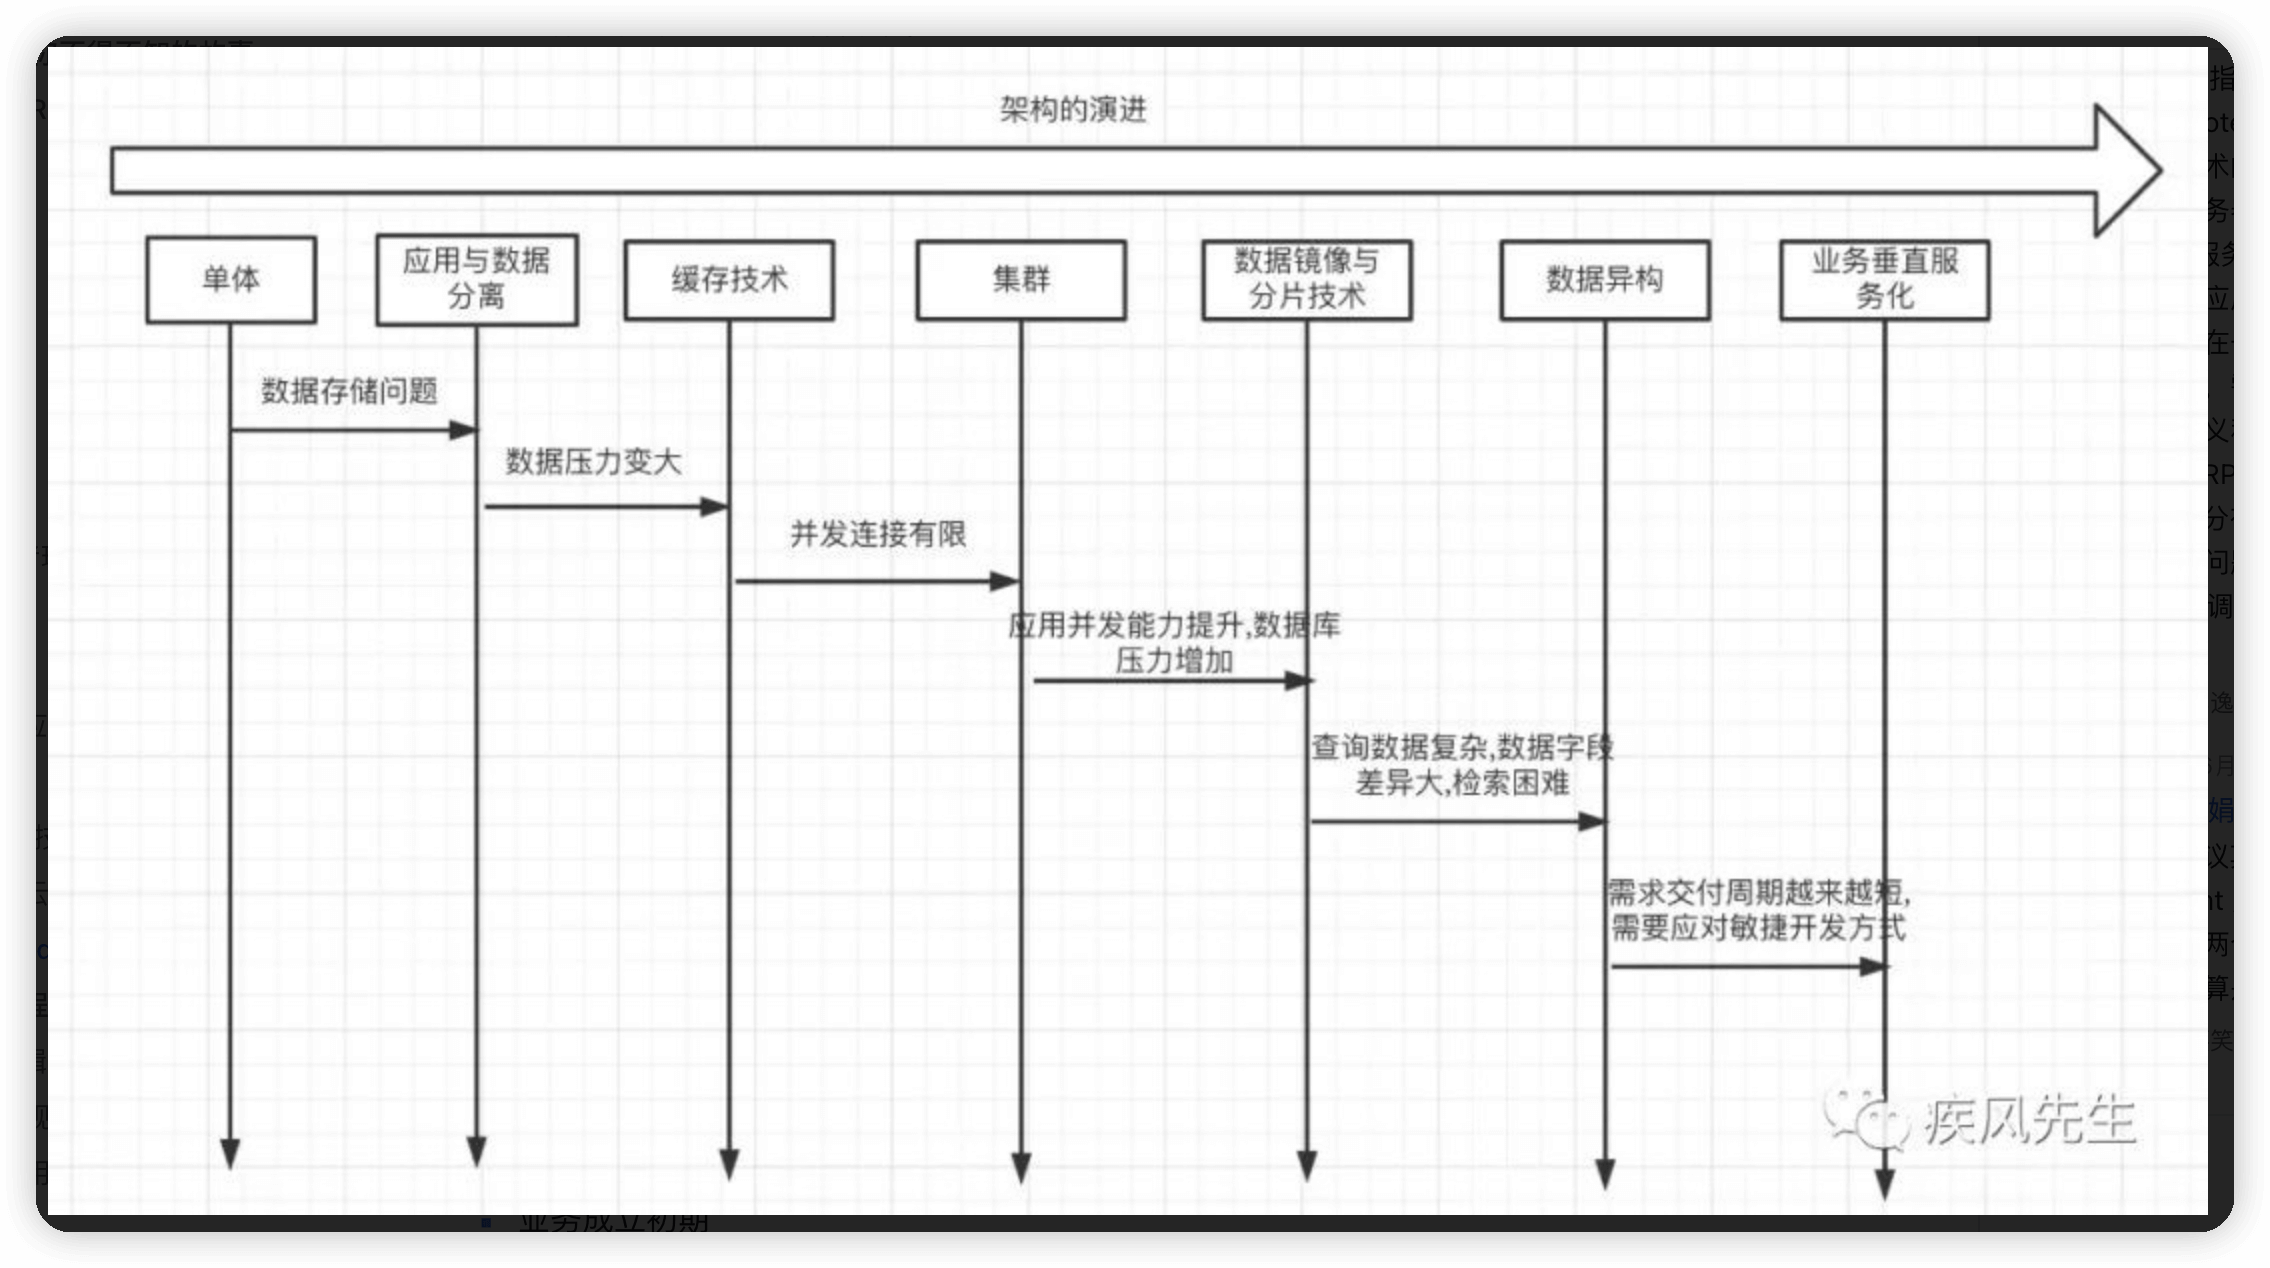 架构的演进
单体
应用与数据
分离
缓存技术
集群
数据镜像与
分片技术
数据异构
业务垂直服
务化
数据存储问题
数据压力变大
并发连接有限
应用并发能力提升,数据库
压力增加
查询数据复杂,数据字段
差异大,检索困难
需求交付周期越来越短,
需要应对敏捷开发方式
疾风先生
业务成立初期